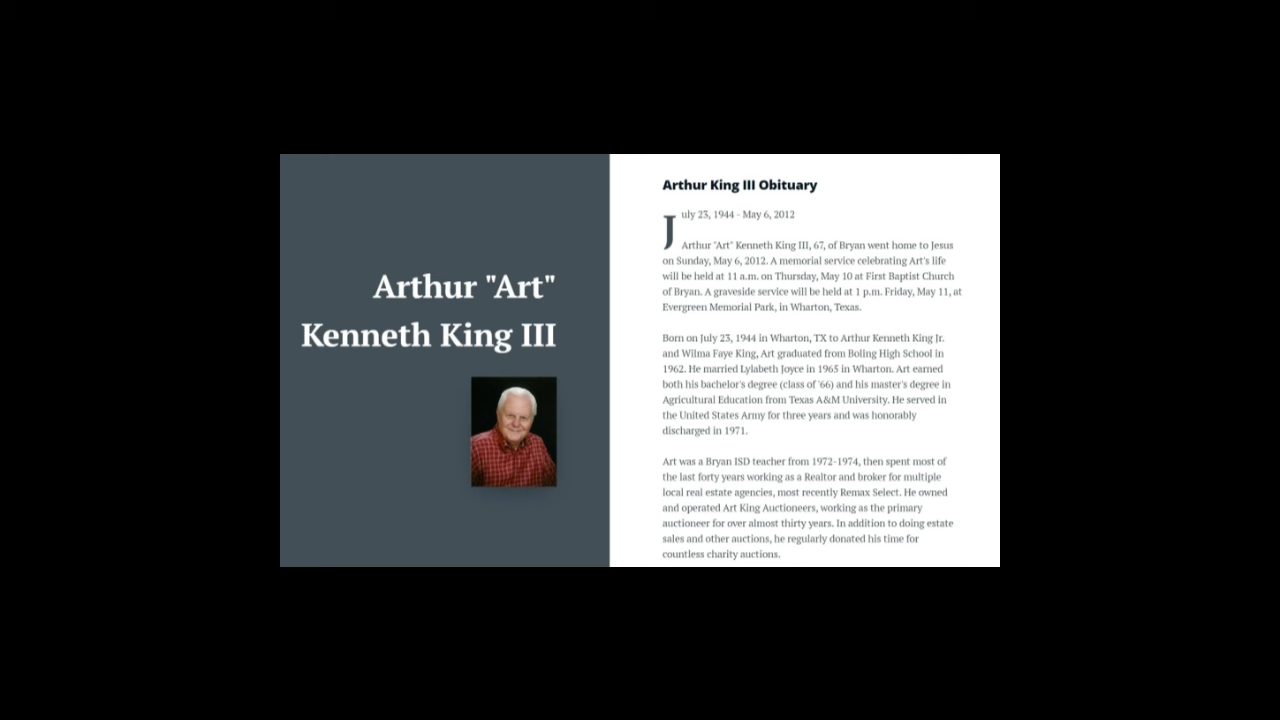 Arthur "Art"
Kenneth King III
Arthur King III Obituary
July 23, 1944 - May 6, 2012
Arthur "Art" Kenneth King III, 67, of Bryan went home to Jesus
on Sunday, May 6, 2012. A memorial service celebrating Art's life
will be held at 11 a.m. on Thursday, May 10 at First Baptist Church
of Bryan. A graveside service will be held at 1 p.m. Friday, May 11, at
Evergreen Memorial Park, in Wharton, Texas.
Born on July 23, 1944 in Wharton, TX to Arthur Kenneth King Jr.
and Wilma Faye King, Art graduated from Boling High School in
1962. He married Lylabeth Joyce in 1965 in Wharton. Art earned
both his bachelor's degree (class of '66) and his master's degree in
Agricultural Education from Texas A&M University. He served in
the United States Army for three years and was honorably
discharged in 1971.
Art was a Bryan ISD teacher from 1972-1974, then spent most of
the last forty years working as a Realtor and broker for multiple
local real estate agencies, most recently Remax Select. He owned
and operated Art King Auctioneers, working as the primary
auctioneer for over almost thirty years. In addition to doing estate
sales and other auctions, he regularly donated his time for
countless charity auctions.